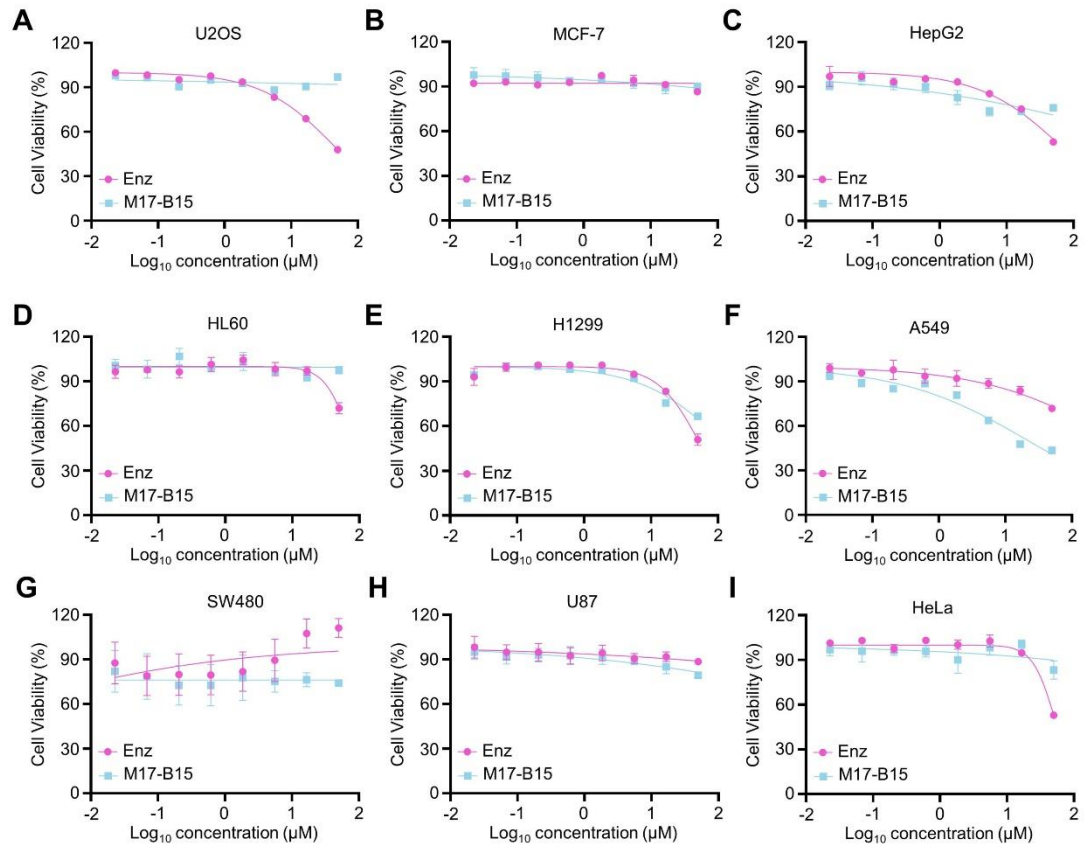 A
U2OS
Cell Viability (%)
120
90
60
30
0
Enz
M17-B15
-2
-1
0
1
2
Log10 concentration (µM)
B
MCF-7
Cell Viability (%)
120
90
60
30
0
Enz
M17-B15
-2
-1
0
1
2
Log10 concentration (µM)
C
HepG2
Cell Viability (%)
120
90
60
30
0
Enz
M17-B15
-2
-1
0
1
2
Log10 concentration (µM)
D
HL60
Cell Viability (%)
120
90
60
30
0
Enz
M17-B15
-2
-1
0
1
2
Log10 concentration (µM)
E
H1299
Cell Viability (%)
120
90
60
30
0
Enz
M17-B15
-2
-1
0
1
2
Log10 concentration (µM)
F
A549
Cell Viability (%)
120
90
60
30
0
Enz
M17-B15
-2
-1
0
1
2
Log10 concentration (µM)
G
SW480
Cell Viability (%)
120
90
60
30
0
Enz
M17-B15
-2
-1
0
1
2
Log10 concentration (µM)
H
U87
Cell Viability (%)
120
90
60
30
0
Enz
M17-B15
-2
-1
0
1
2
Log10 concentration (µM)
I
HeLa
Cell Viability (%)
120
90
60
30
0
Enz
M17-B15
-2
-1
0
1
2
Log10 concentration (µM)